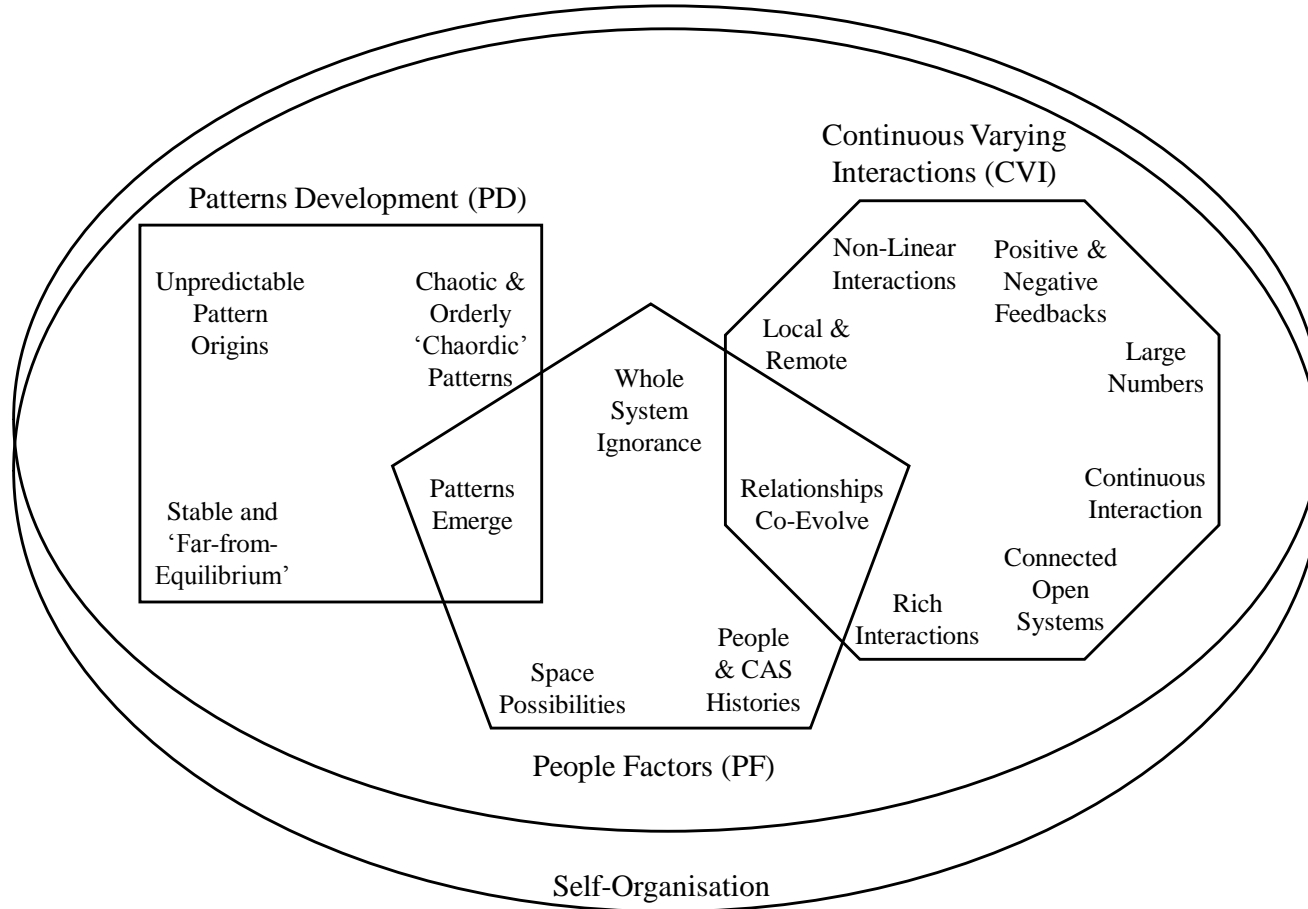 Continuous Varying
Interactions (CVI)
Patterns Development (PD)
Unpredictable
Pattern
Origins
Chaotic &
Orderly
‘Chaordic’
Patterns
Stable and
‘Far-from-
Equilibrium’
Patterns
Emerge
Whole
System
Ignorance
Non-Linear
Interactions
Positive &
Negative
Feedbacks
Local &
Remote
Large
Numbers
Relationships
Co-Evolve
Continuous
Interaction
Connected
Open
Systems
Rich
Interactions
People
& CAS
Histories
Space
Possibilities
People Factors (PF)
Self-Organisation